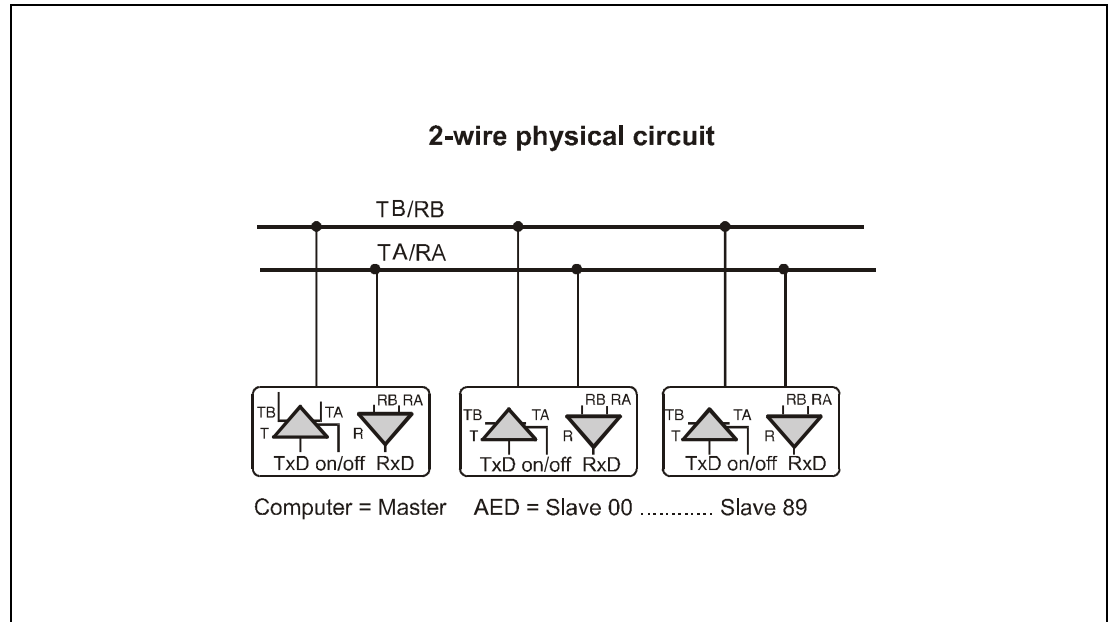 2-wire physical circuit
TB/RB
TA/RA
TB TA RB RA
T R
TxD on/off RxD
TB TA RB RA
T R
TxD on/off RxD
TB TA RB RA
T R
TxD on/off RxD
Computer = Master AED = Slave 00 ............ Slave 89